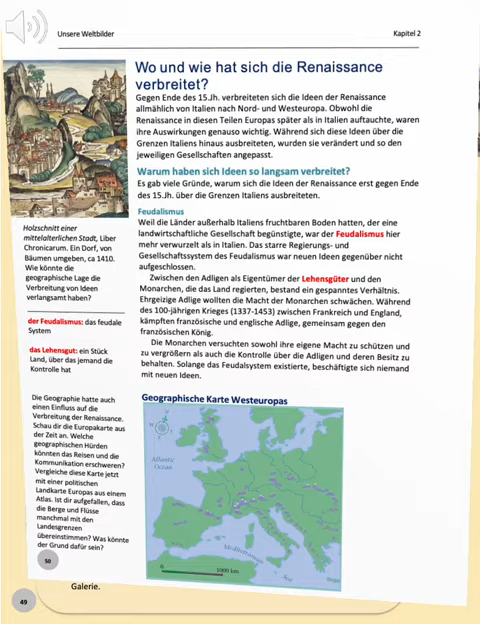 Unsere Weltbilder
Kapitel 2
Wo und wie hat sich die Renaissance
verbreitet?
Gegen Ende des 15.Jh. verbreiteten sich die Ideen der Renaissance
allmählich von Italien nach Nord- und Westeuropa. Obwohl die
Renaissance in diesen Teilen Europas später als in Italien auftauchte, waren
ihre Auswirkungen genauso wichtig. Während sich diese Ideen über die
Grenzen Italiens hinaus ausbreiteten, wurden sie verändert und so den
jeweiligen Gesellschaften angepasst.
Warum haben sich Ideen so langsam verbreitet?
Es gab viele Gründe, warum sich die Ideen der Renaissance erst gegen Ende
des 15.Jh. über die Grenzen Italiens ausbreiteten.
Feudalismus
Weil die Länder außerhalb Italiens fruchtbaren Boden hatten, der eine
landwirtschaftliche Gesellschaft begünstigte, war der Feudalismus hier
mehr verwurzelt als in Italien. Das starre Regierungs- und
Gesellschaftssystem des Feudalismus war neuen Ideen gegenüber nicht
aufgeschlossen.
Zwischen den Adligen als Eigentümer der Lehensgüter und den
Monarchen, die das Land regierten, bestand ein gespanntes Verhältnis.
Ehrgeizige Adlige wollten die Macht der Monarchen schwächen. Während
des 100-jährigen Krieges (1337-1453) zwischen Frankreich und England,
kämpften französische und englische Adlige, gemeinsam gegen den
französischen König.
Die Monarchen versuchten sowohl ihre eigene Macht zu schützen und
zu vergrößern als auch die Kontrolle über die Adligen und deren Besitz zu
behalten. Solange das Feudalsystem existierte, beschäftigte sich niemand
mit neuen Ideen.
Holzschnitt einer
mittelalterlichen Stadt, Liber
Chronicarum. Ein Dorf, von
Bäumen umgeben, ca 1410.
Wie könnte die
geographische Lage die
Verbreitung von Ideen
verlangsamt haben?
der Feudalismus: das feudale
System
das Lehensgut: ein Stück
Land, über das jemand die
Kontrolle hat
Die Geographie hatte auch
einen Einfluss auf die
Verbreitung der Renaissance.
Schau dir die Europakarte aus
der Zeit an. Welche
geographischen Hürden
könnten das Reisen und die
Kommunikation erschweren?
Vergleiche diese Karte jetzt
mit einer politischen
Landkarte Europas aus einem
Atlas. Ist dir aufgefallen, dass
die Berge und Flüsse
manchmal mit den
Landesgrenzen
übereinstimmen? Was könnte
der Grund dafür sein?
Geographische Karte Westeuropas
Atlantic
Ocean
Mediterranean
Sea
0
1000 km
50
Galerie.
49